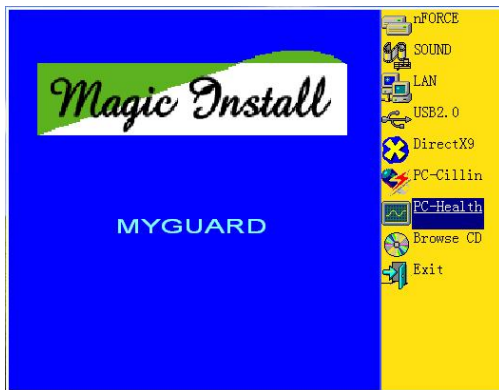 Magic Install
MYGUARD
nFORCE
SOUND
LAN
USB2.0
DirectX9
PC-Cillin
PC-Health
Browse CD
Exit